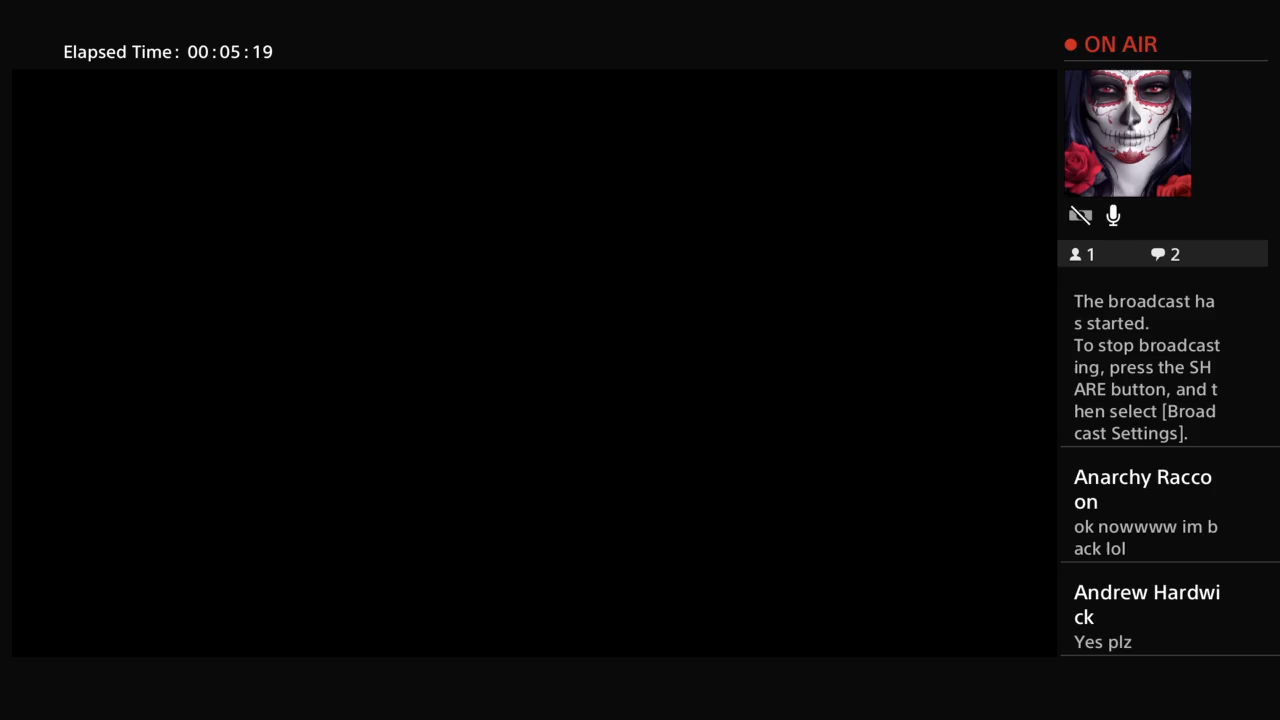 Elapsed Time: 00:05:19
ON AIR
1 2
The broadcast ha
s started.
To stop broadcast
ing, press the SH
ARE button, and t
hen select [Broad
cast Settings].
Anarchy Racco
on
ok nowwww im b
ack lol
Andrew Hardwi
ck
Yes plz